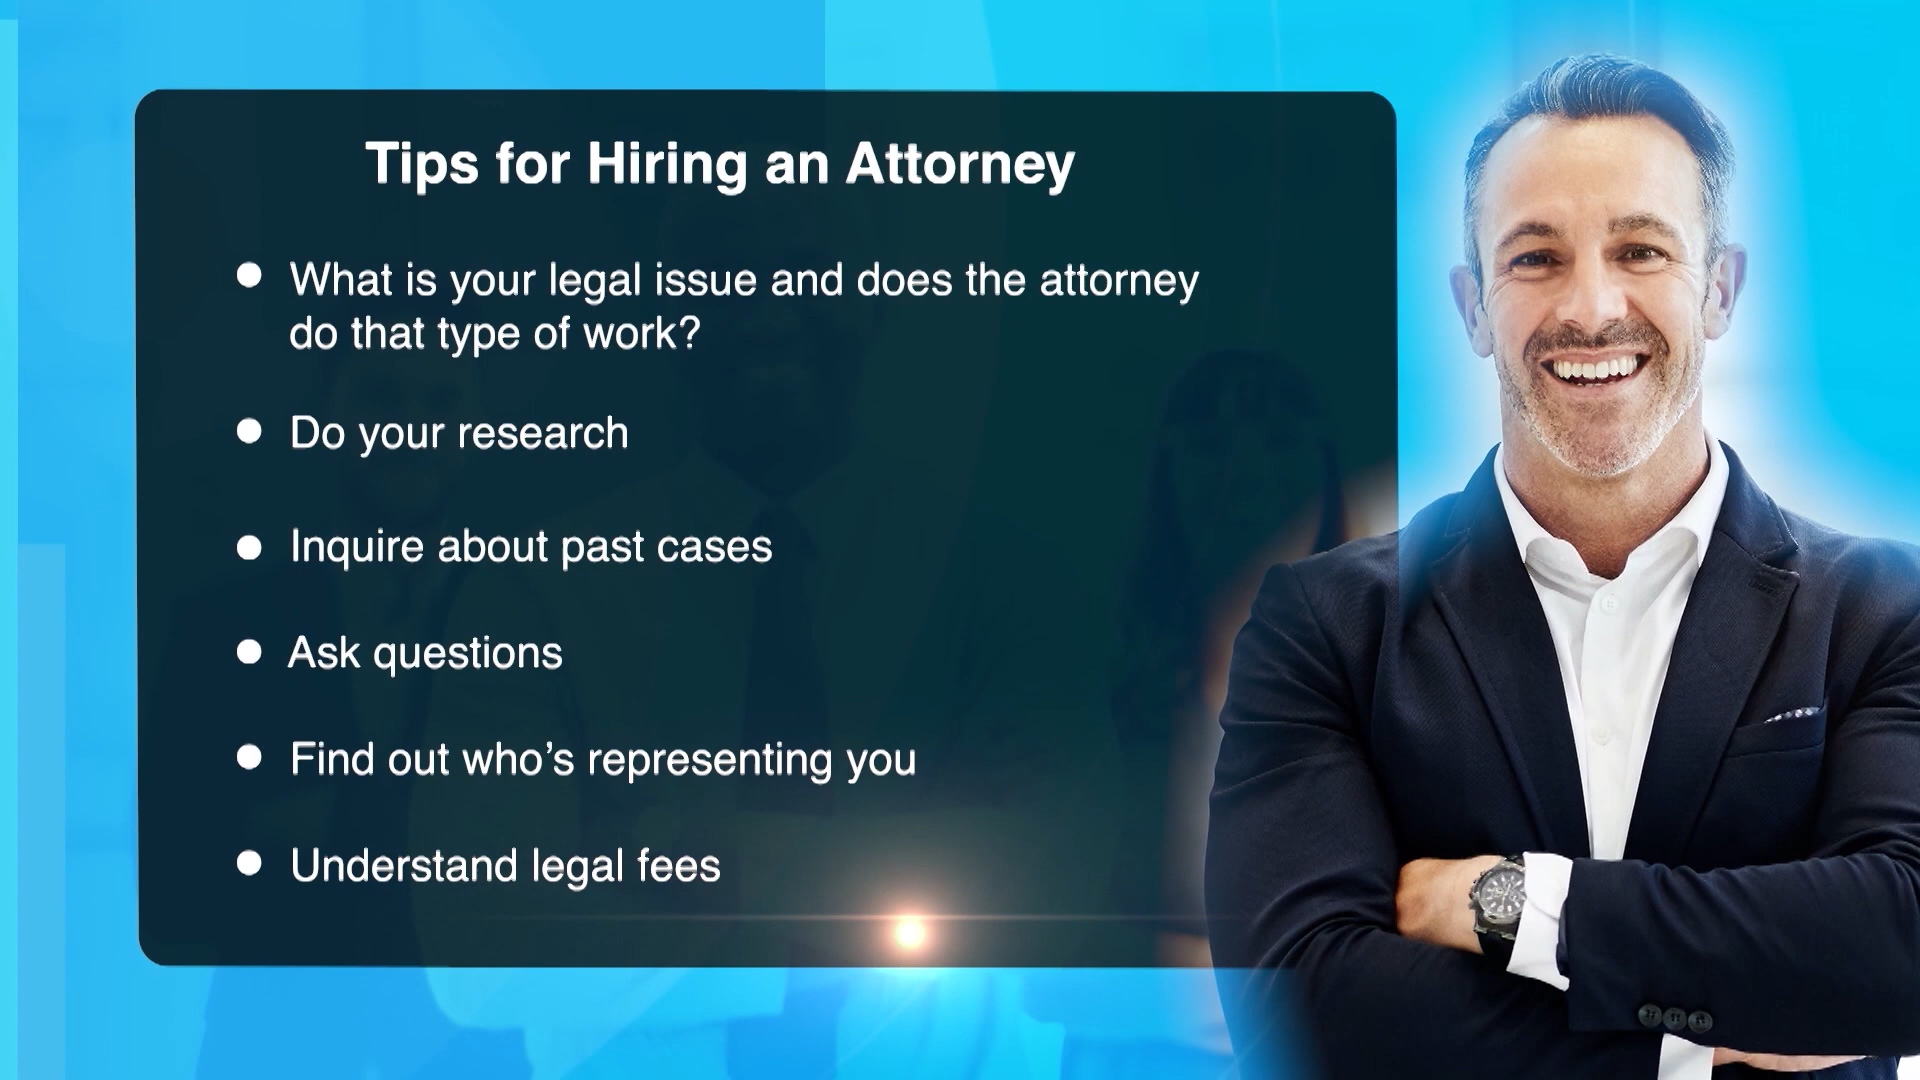 Tips for Hiring an Attorney
What is your legal issue and does the attorney
do that type of work?
Do your research
Inquire about past cases
Ask questions
Find out who’s representing you
Understand legal fees